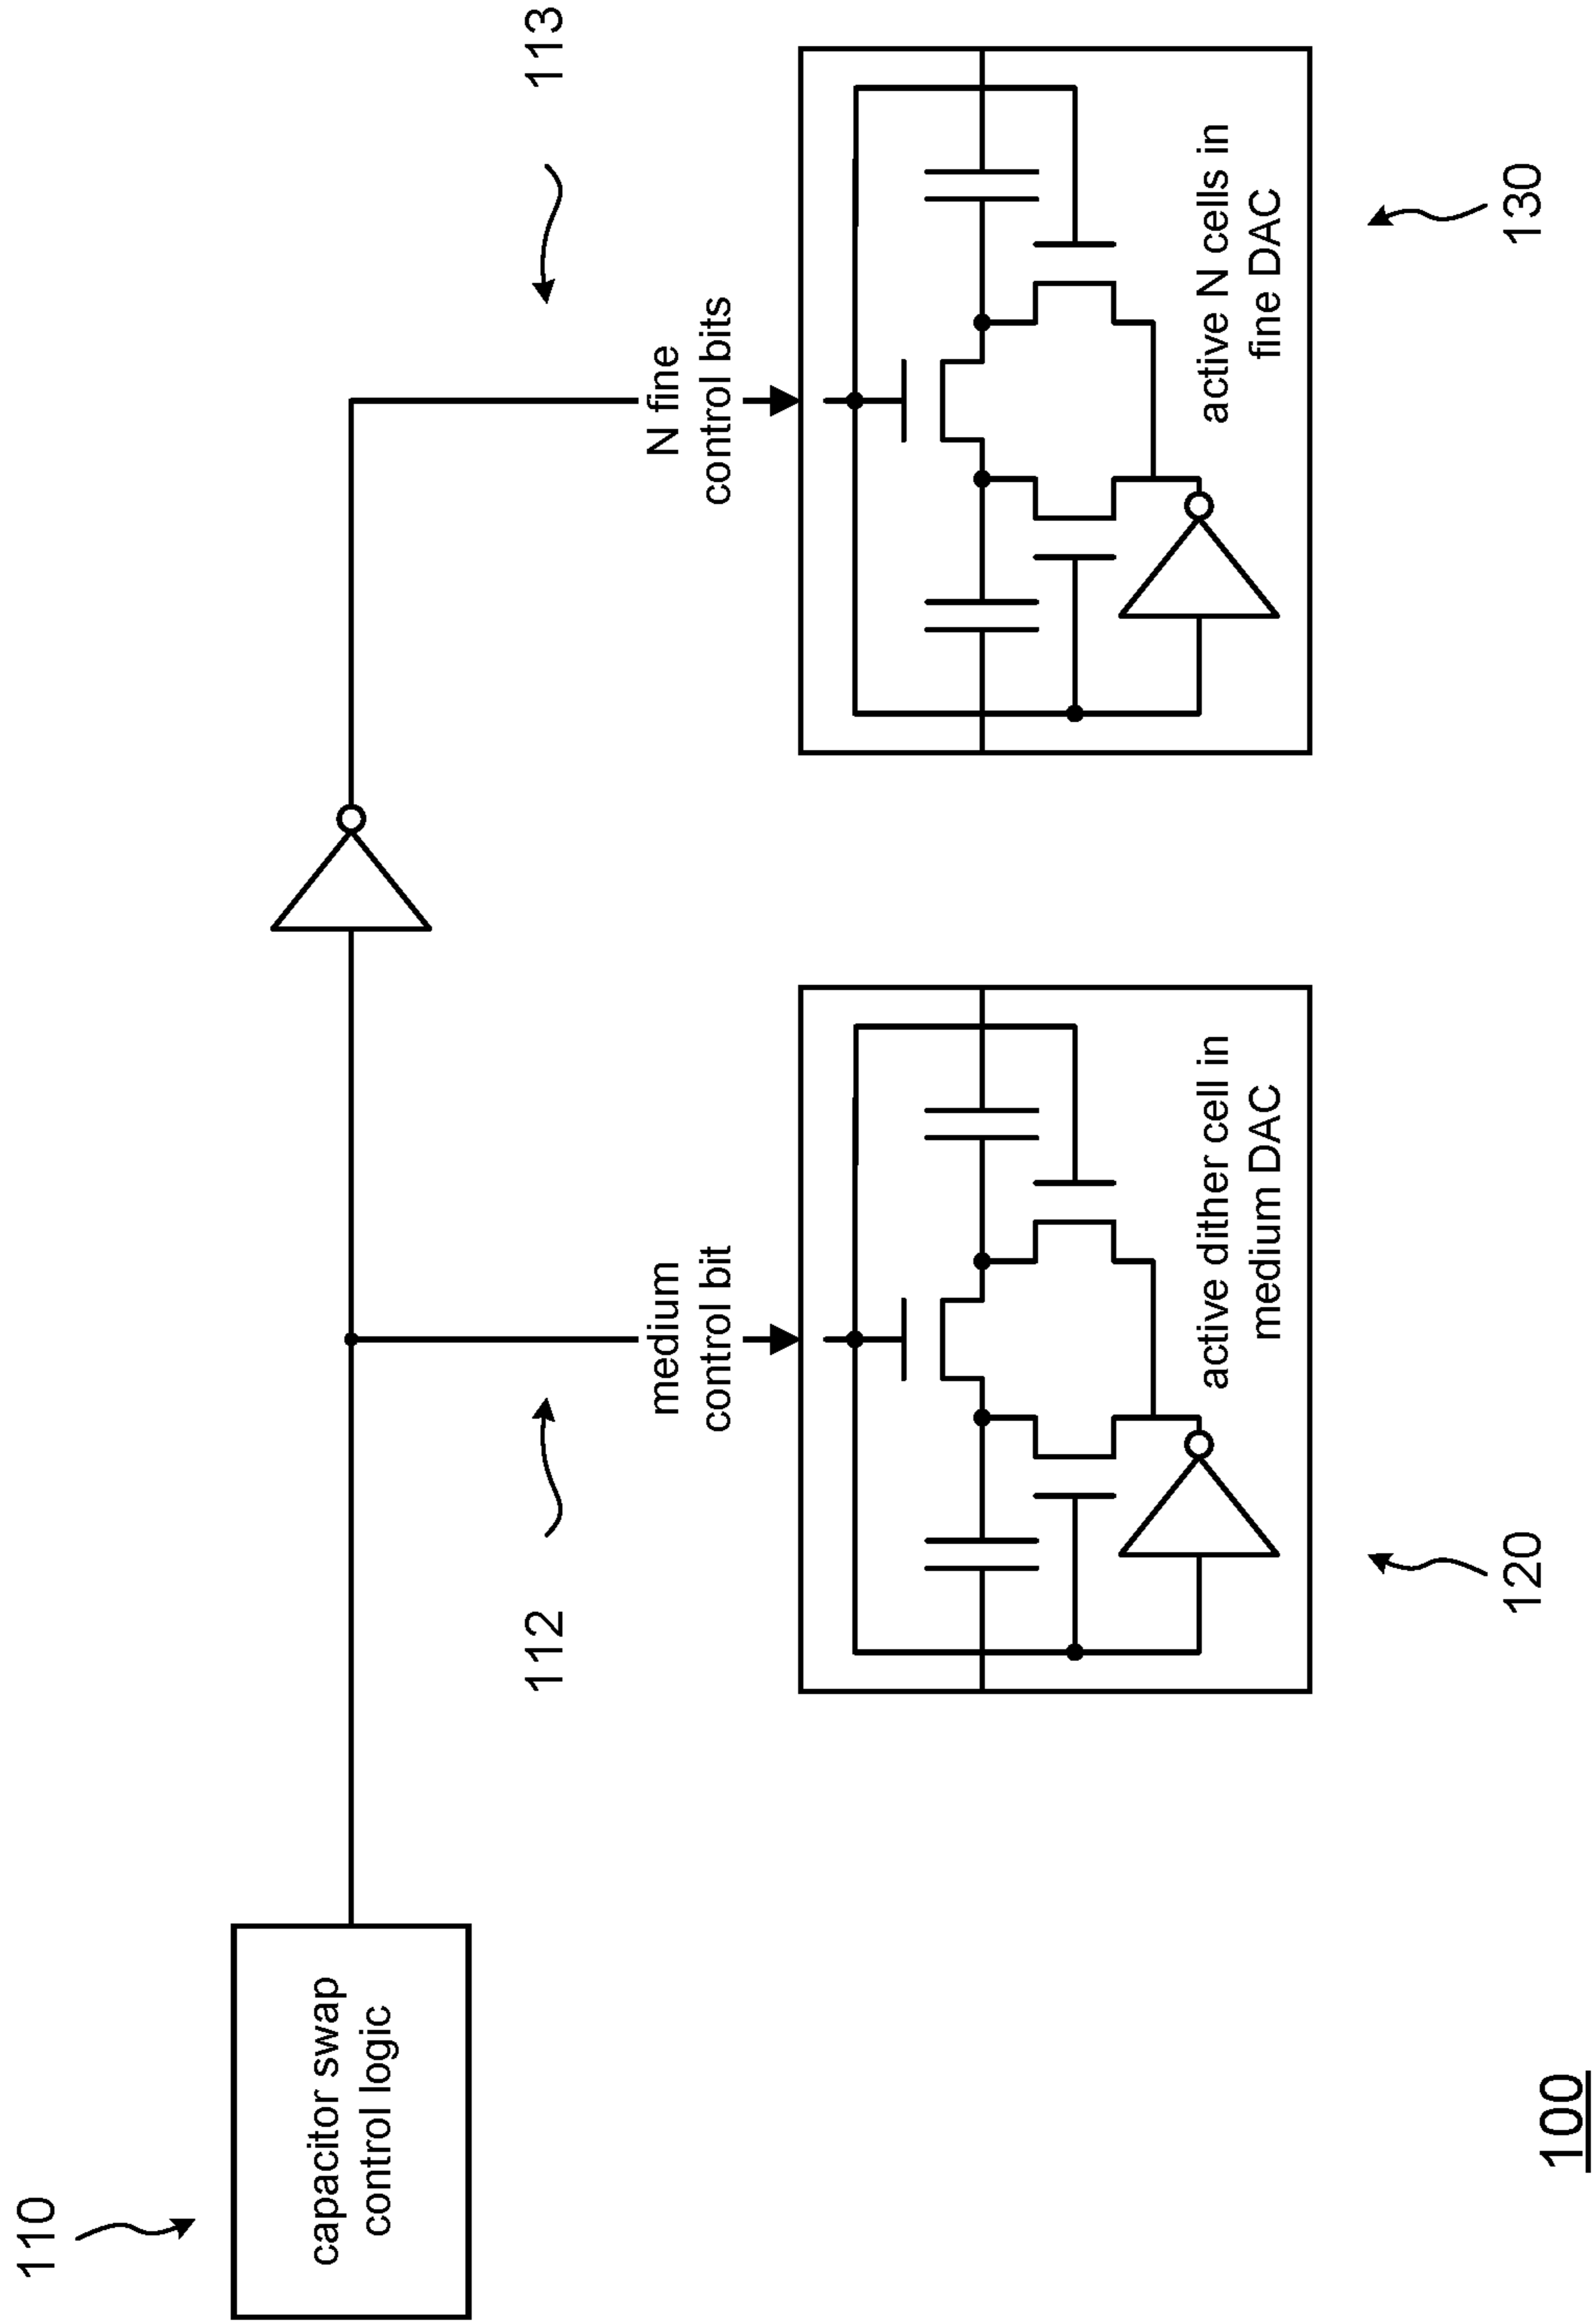 110
capacitor swap
control logic
112
medium
control bit
113
N fine
control bits
active dither cell in
medium DAC
active N cells in
fine DAC
120
130
100